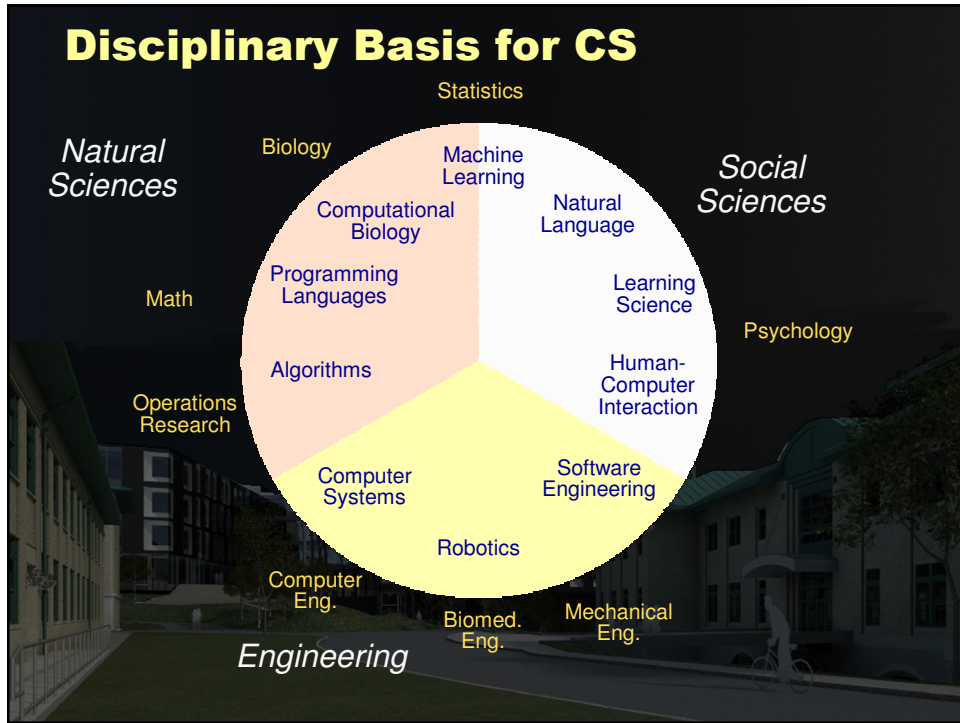 Disciplinary Basis for CS
Statistics
Natural
Sciences
Biology
Machine
Learning
Social
Sciences
Computational
Biology
Natural
Language
Programming
Languages
Learning
Science
Math
Psychology
Algorithms
Human-
Computer
Interaction
Operations
Research
Computer
Systems
Software
Engineering
Robotics
Computer
Eng.
Biomed.
Eng.
Mechanical
Eng.
Engineering